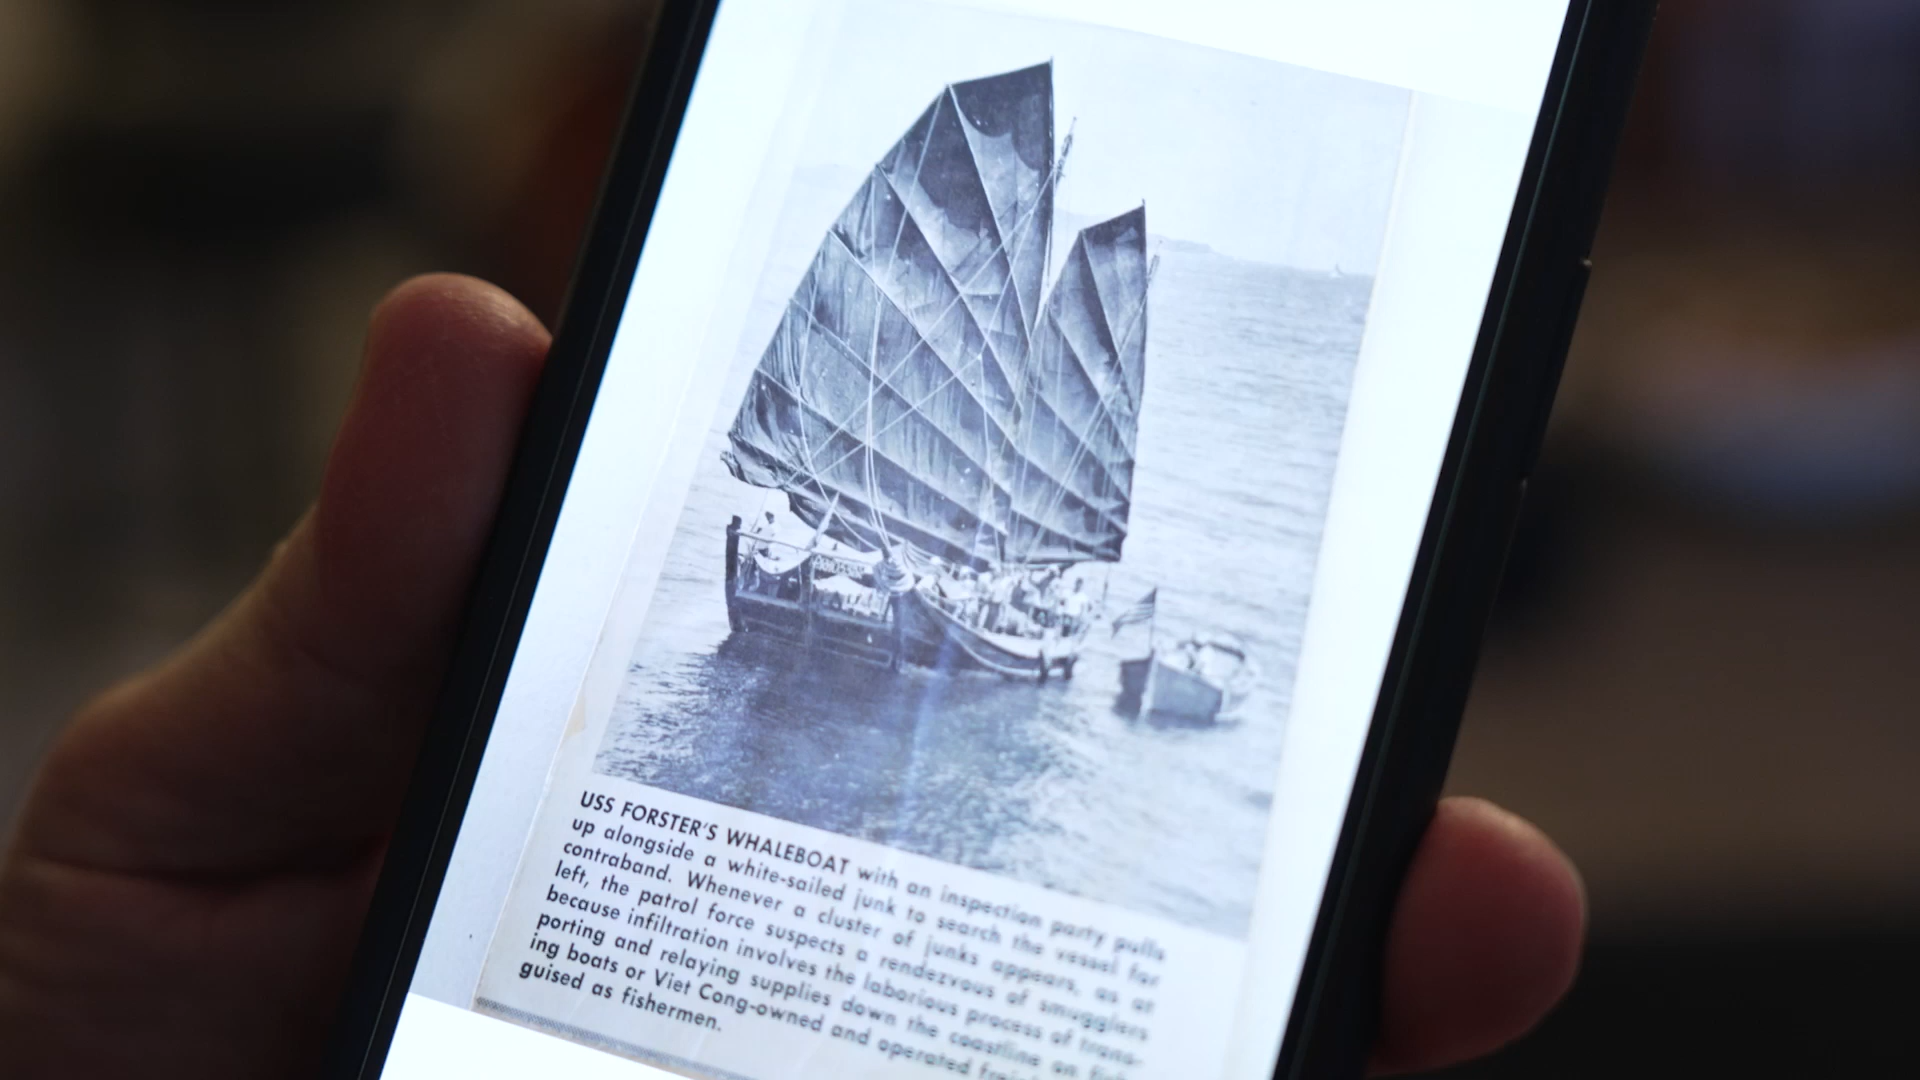 USS FORSTER'S WHALEBOAT with an inspection party pulls
up alongside a white-sailed junk to search the vessel for
contraband. Whenever a cluster of junks appears, as at
left, the patrol force suspects a rendezvous of smugglers
because infiltration involves the laborious process of trans-
porting and relaying supplies down the coastline on fish-
ing boats or Viet Cong-owned and operated
guised as fishermen.